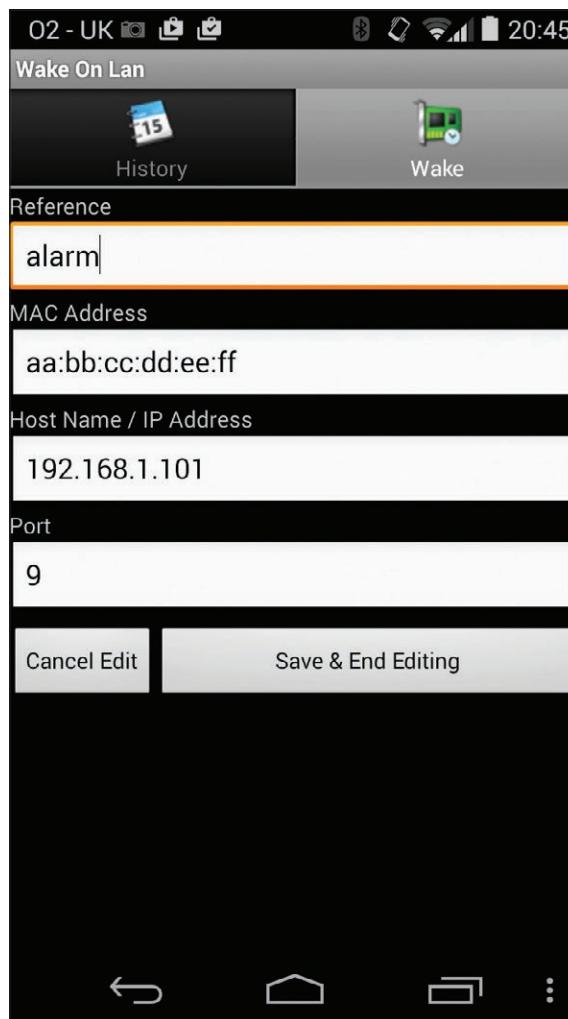 O2 - UK 20:45
Wake On Lan
15
History Wake
Reference
alarm
MAC Address
aa:bb:cc:dd:ee:ff
Host Name / IP Address
192.168.1.101
Port
9
Cancel Edit Save & End Editing